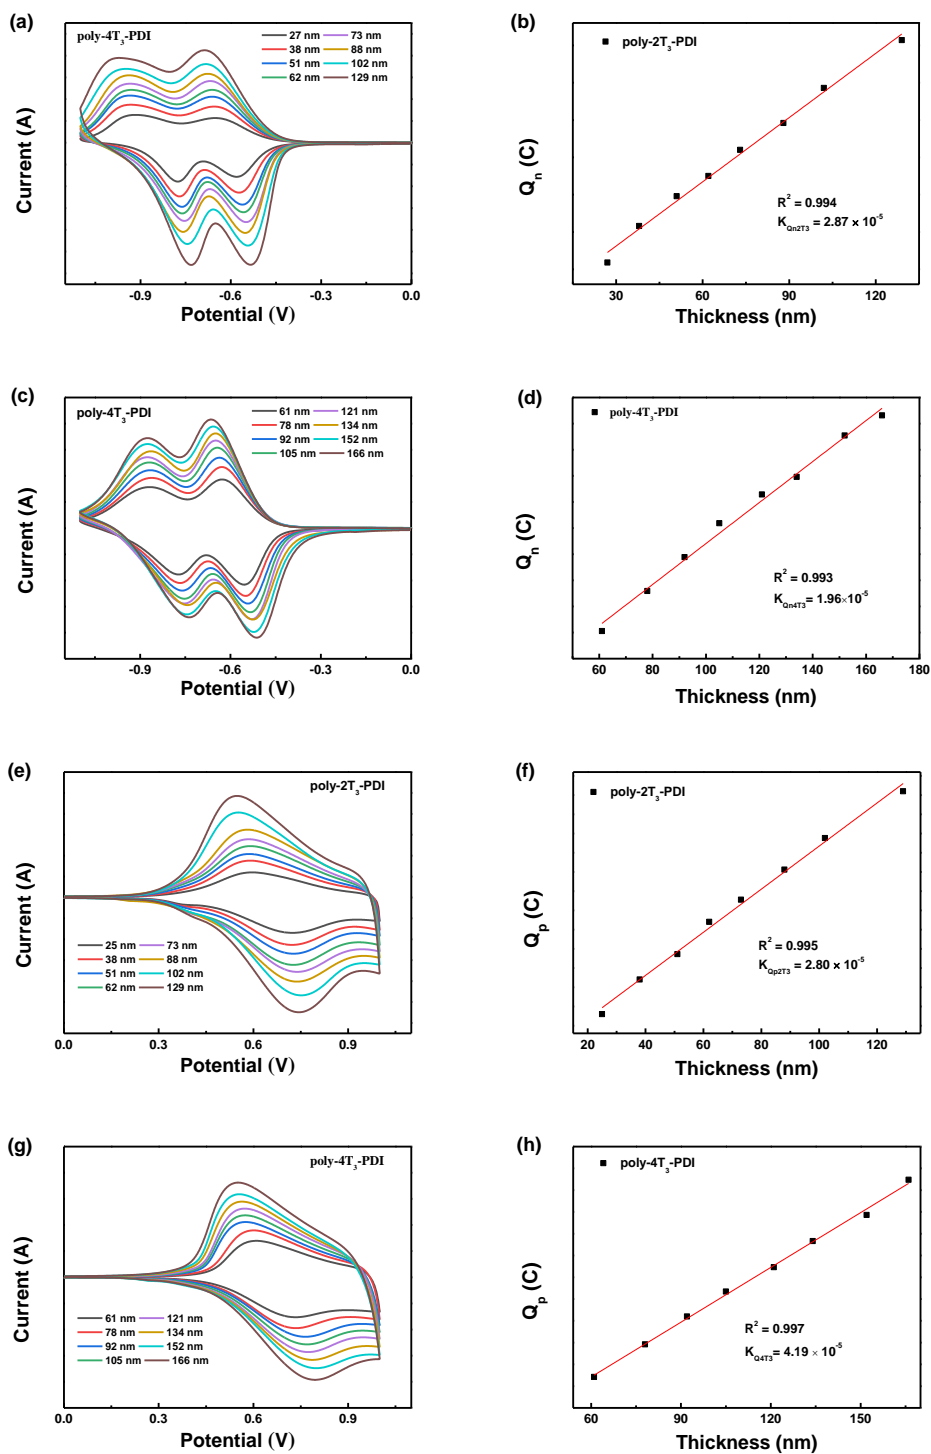 (a)
poly-4T3-PDI
27 nm 73 nm
38 nm 88 nm
51 nm 102 nm
62 nm 129 nm
Current (A)
-0.9 -0.6 -0.3 0.0
Potential (V)
(b)
poly-2T3-PDI
Qn (C)
R2 = 0.994
KQn2T3 = 2.87 × 10-5
30 60 90 120
Thickness (nm)
(c)
poly-4T3-PDI
61 nm 121 nm
78 nm 134 nm
92 nm 152 nm
105 nm 166 nm
Current (A)
-0.9 -0.6 -0.3 0.0
Potential (V)
(d)
poly-4T3-PDI
Qn (C)
R2 = 0.993
KQn4T3= 1.96×10-5
60 80 100 120 140 160 180
Thickness (nm)
(e)
poly-2T3-PDI
Current (A)
25 nm 73 nm
38 nm 88 nm
51 nm 102 nm
62 nm 129 nm
0.0 0.3 0.6 0.9
Potential (V)
(f)
poly-2T3-PDI
Qp (C)
R2 = 0.995
KQp2T3 = 2.80 × 10-5
20 40 60 80 100 120
Thickness (nm)
(g)
poly-4T3-PDI
Current (A)
61 nm 121 nm
78 nm 134 nm
92 nm 152 nm
105 nm 166 nm
0.0 0.3 0.6 0.9
Potential (V)
(h)
poly-4T3-PDI
Qp (C)
R2 = 0.997
KQ4T3 = 4.19 × 10-5
60 90 120 150
Thickness (nm)